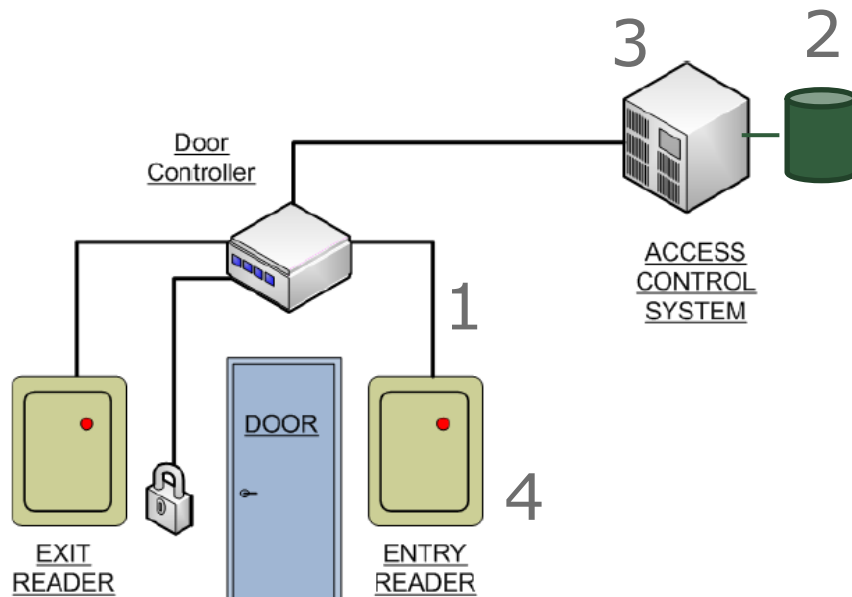 3
2
Door
Controller
ACCESS
CONTROL
SYSTEM
1
DOOR
4
EXIT
READER
ENTRY
READER